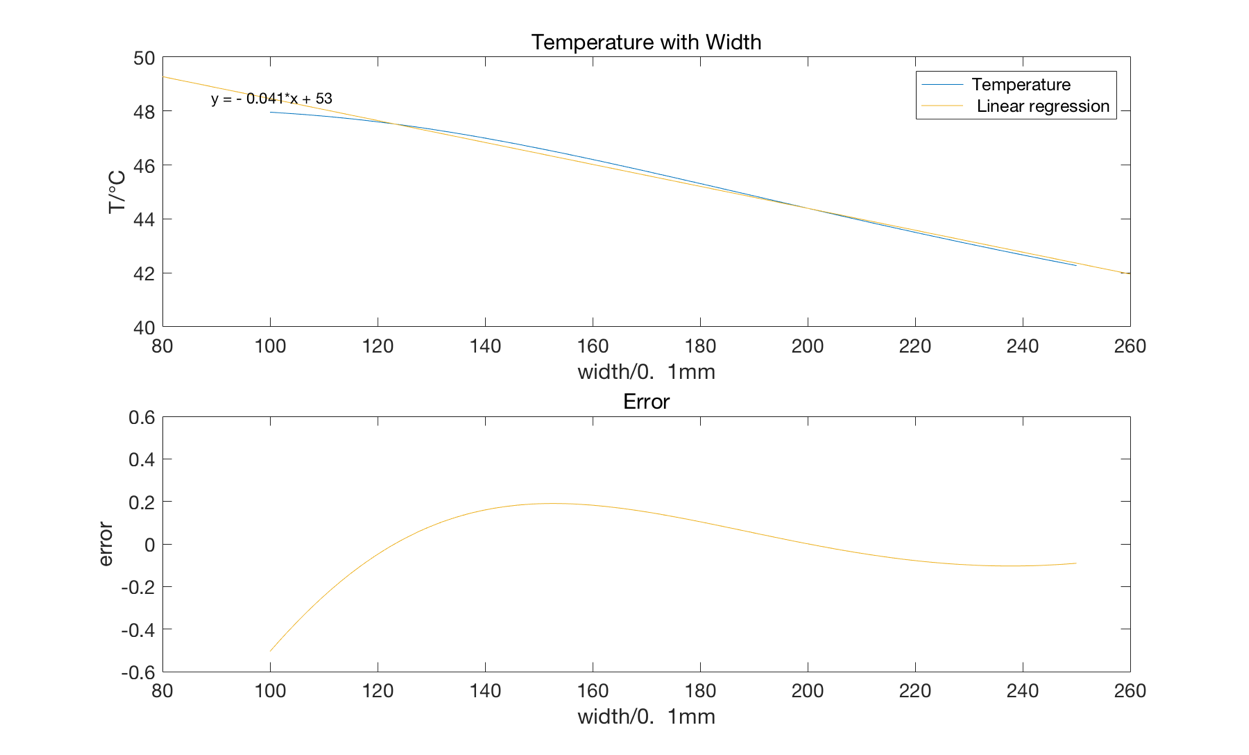 Temperature with Width
50
48
46
44
42
40
T/°C
y = - 0.041*x + 53
Temperature
Linear regression
80 100 120 140 160 180 200 220 240 260
width/0. 1mm
Error
0.6
0.4
0.2
0
-0.2
-0.4
-0.6
error
80 100 120 140 160 180 200 220 240 260
width/0. 1mm